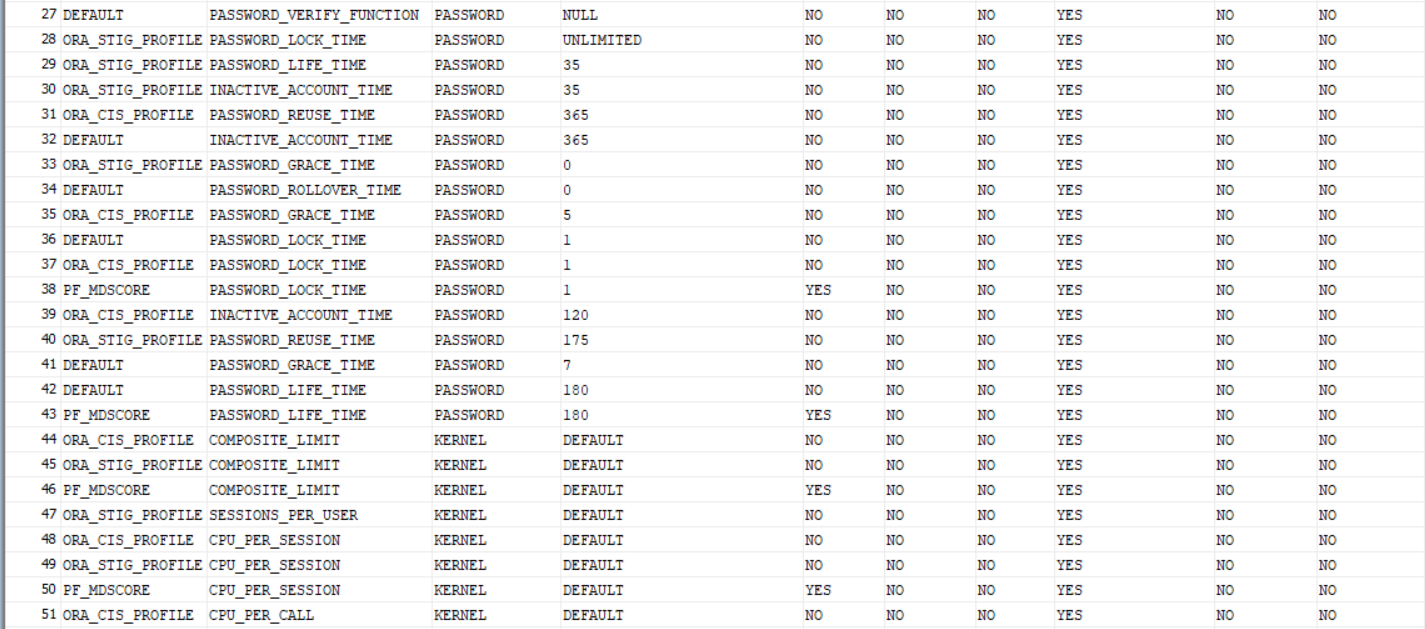 27 DEFAULT PASSWORD_VERIFY_FUNCTION PASSWORD NULL NO NO NO YES NO NO
28 ORA_STIG_PROFILE PASSWORD_LOCK_TIME PASSWORD UNLIMITED NO NO NO YES NO NO
29 ORA_STIG_PROFILE PASSWORD_LIFE_TIME PASSWORD 35 NO NO NO YES NO NO
30 ORA_STIG_PROFILE INACTIVE_ACCOUNT_TIME PASSWORD 35 NO NO NO YES NO NO
31 ORA_CIS_PROFILE PASSWORD_REUSE_TIME PASSWORD 365 NO NO NO YES NO NO
32 DEFAULT INACTIVE_ACCOUNT_TIME PASSWORD 365 NO NO NO YES NO NO
33 ORA_STIG_PROFILE PASSWORD_GRACE_TIME PASSWORD 0 NO NO NO YES NO NO
34 DEFAULT PASSWORD_ROLLOVER_TIME PASSWORD 0 NO NO NO YES NO NO
35 ORA_CIS_PROFILE PASSWORD_GRACE_TIME PASSWORD 5 NO NO NO YES NO NO
36 DEFAULT PASSWORD_LOCK_TIME PASSWORD 1 NO NO NO YES NO NO
37 ORA_CIS_PROFILE PASSWORD_LOCK_TIME PASSWORD 1 NO NO NO YES NO NO
38 PF_MDSCORE PASSWORD_LOCK_TIME PASSWORD 1 YES NO NO YES NO NO
39 ORA_CIS_PROFILE INACTIVE_ACCOUNT_TIME PASSWORD 120 NO NO NO YES NO NO
40 ORA_STIG_PROFILE PASSWORD_REUSE_TIME PASSWORD 175 NO NO NO YES NO NO
41 DEFAULT PASSWORD_GRACE_TIME PASSWORD 7 NO NO NO YES NO NO
42 DEFAULT PASSWORD_LIFE_TIME PASSWORD 180 NO NO NO YES NO NO
43 PF_MDSCORE PASSWORD_LIFE_TIME PASSWORD 180 YES NO NO YES NO NO
44 ORA_CIS_PROFILE COMPOSITE_LIMIT KERNEL DEFAULT NO NO NO YES NO NO
45 ORA_STIG_PROFILE COMPOSITE_LIMIT KERNEL DEFAULT NO NO NO YES NO NO
46 PF_MDSCORE COMPOSITE_LIMIT KERNEL DEFAULT YES NO NO YES NO NO
47 ORA_STIG_PROFILE SESSIONS_PER_USER KERNEL DEFAULT NO NO NO YES NO NO
48 ORA_CIS_PROFILE CPU_PER_SESSION KERNEL DEFAULT NO NO NO YES NO NO
49 ORA_STIG_PROFILE CPU_PER_SESSION KERNEL DEFAULT NO NO NO YES NO NO
50 PF_MDSCORE CPU_PER_SESSION KERNEL DEFAULT YES NO NO YES NO NO
51 ORA_CIS_PROFILE CPU_PER_CALL KERNEL DEFAULT NO NO NO YES NO NO